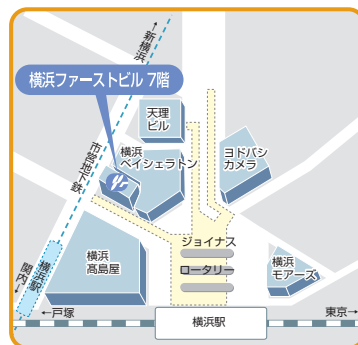 ←新横浜
横浜ファーストビル 7階
天理
ビル
市営地下鉄
横浜
ベイシェラトン
ヨドバシ
カメラ
ジョイナス
ロータリー
横浜
髙島屋
横浜
モアーズ
横浜駅
関内→
←戸塚
横浜駅
東京→